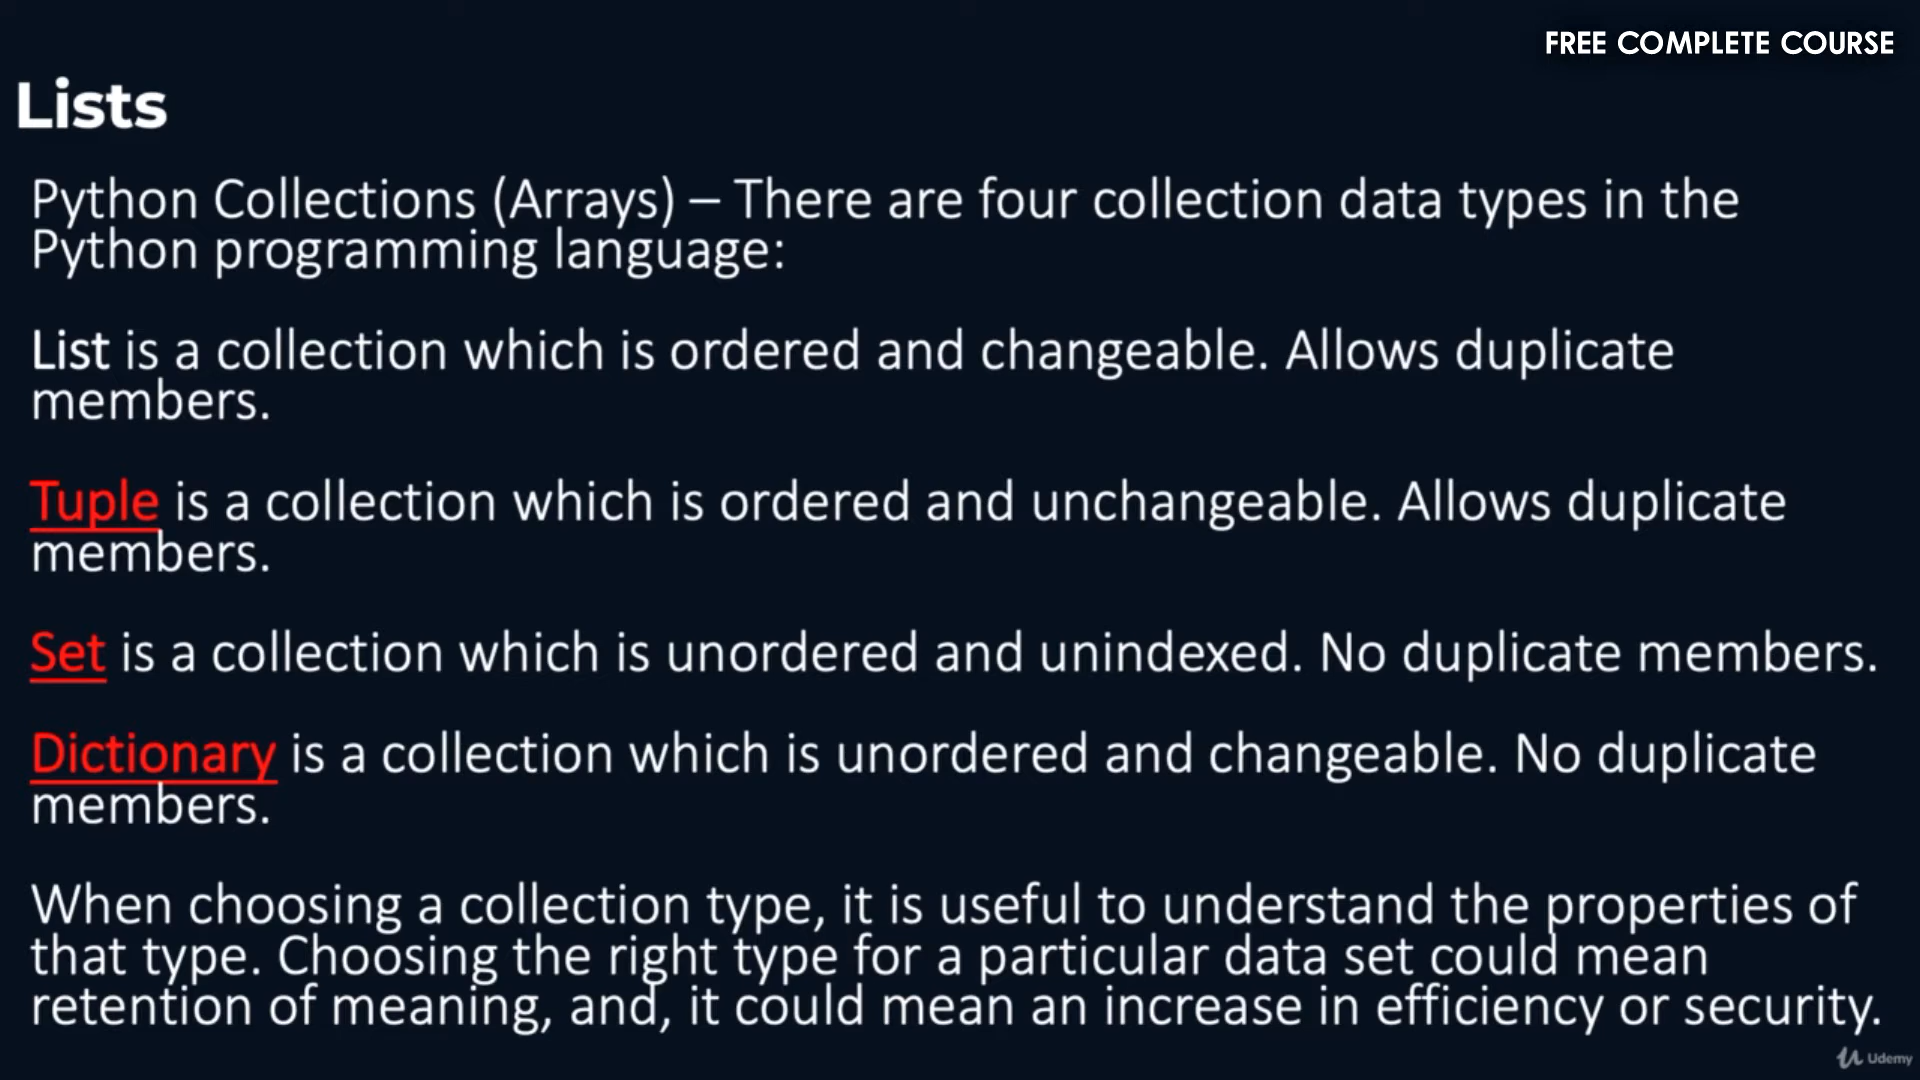 FREE COMPLETE COURSE
Lists
Python Collections (Arrays) – There are four collection data types in the
Python programming language:
List is a collection which is ordered and changeable. Allows duplicate
members.
Tuple is a collection which is ordered and unchangeable. Allows duplicate
members.
Set is a collection which is unordered and unindexed. No duplicate members.
Dictionary is a collection which is unordered and changeable. No duplicate
members.
When choosing a collection type, it is useful to understand the properties of
that type. Choosing the right type for a particular data set could mean
retention of meaning, and, it could mean an increase in efficiency or security.
Udemy